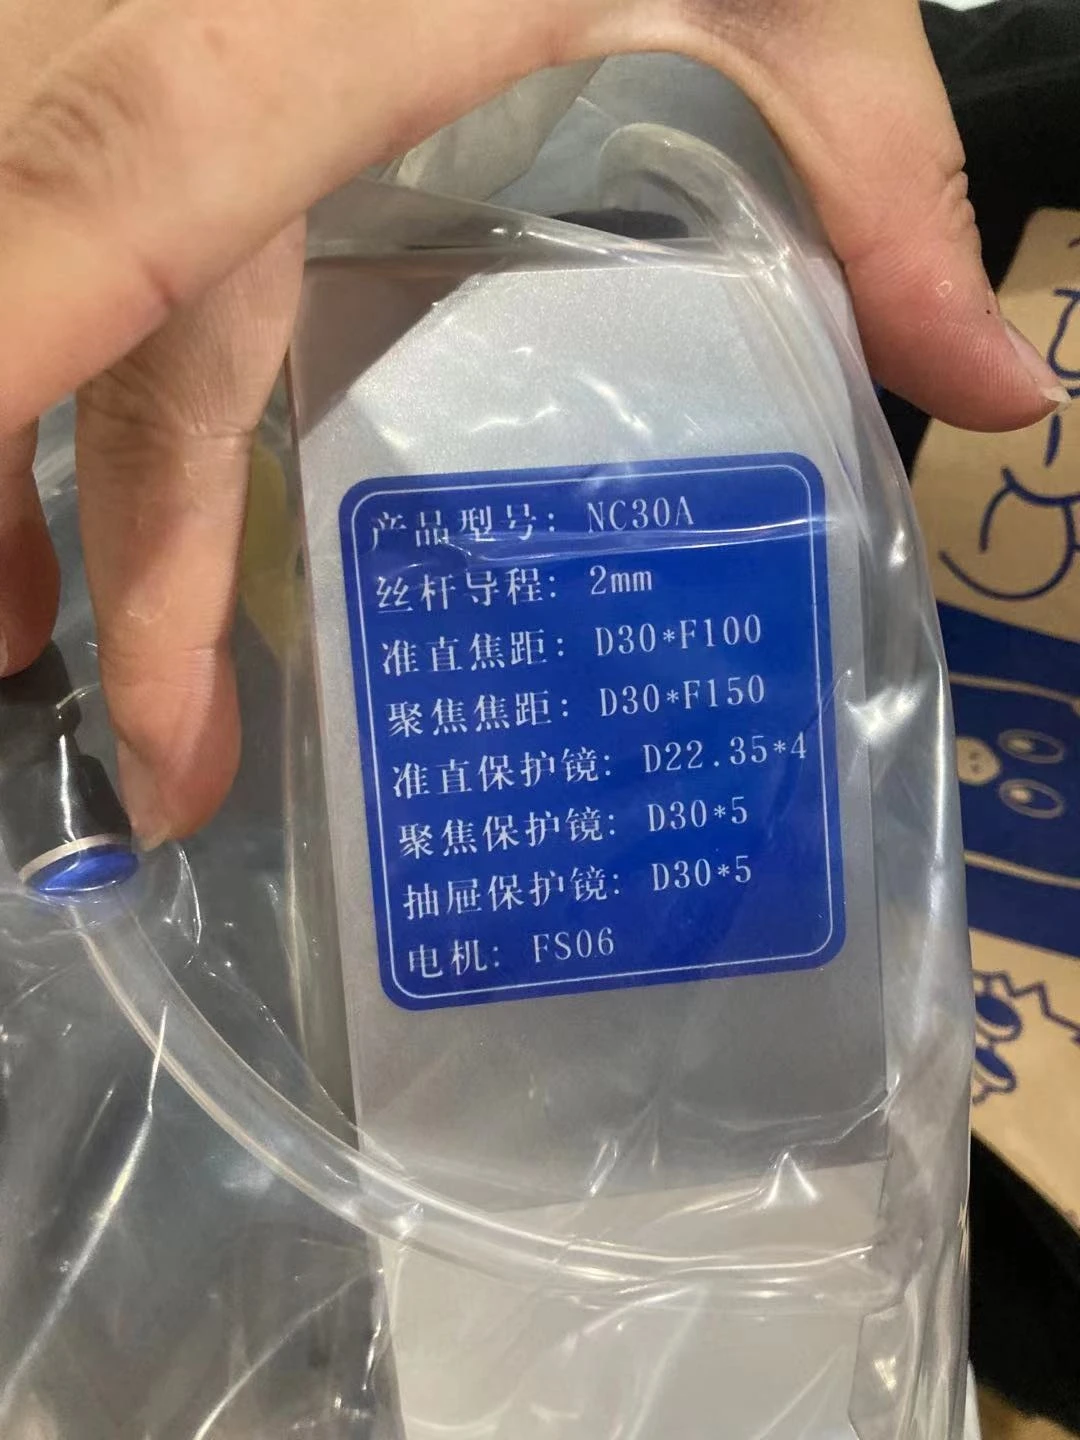 产品型号: NC30A
丝杆导程: 2mm
准直焦距: D30*F100
聚焦焦距: D30*F150
准直保护镜: D22.35*4
聚焦保护镜: D30*5
抽屉保护镜: D30*5
电机: FS06